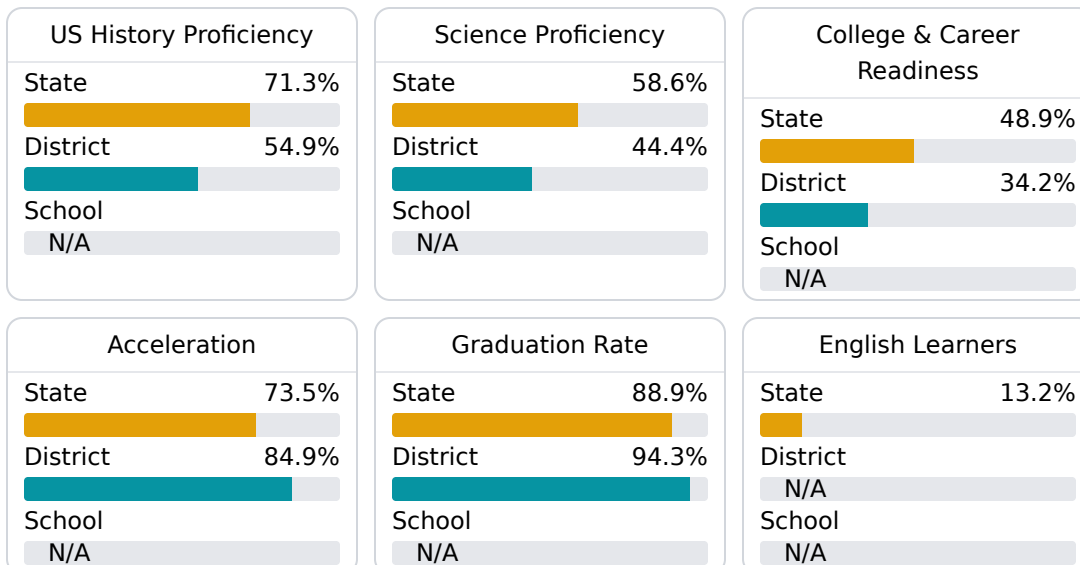 US History Proficiency
State 71.3%
District 54.9%
School
N/A
Science Proficiency
State 58.6%
District 44.4%
School
N/A
College & Career
Readiness
State 48.9%
District 34.2%
School
N/A
Acceleration
State 73.5%
District 84.9%
School
N/A
Graduation Rate
State 88.9%
District 94.3%
School
N/A
English Learners
State 13.2%
District
N/A
School
N/A